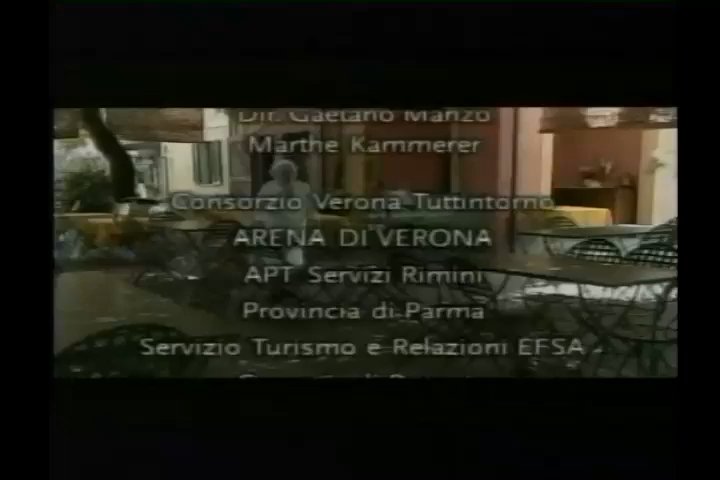 Dir. Gaetano Manzo
Marthe Kammerer
Consorzio Verona Tuttintorno
ARENA DI VERONA
APT Servizi Rimini
Provincia di Parma
Servizio Turismo e Relazioni EFSA